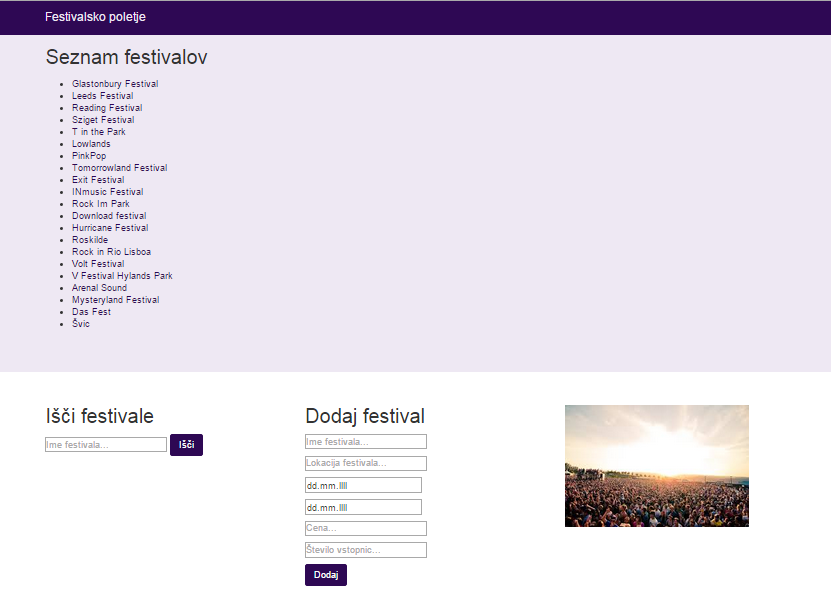 Festivalsko poletje
Seznam festivalov
Glastonbury Festival
Leeds Festival
Reading Festival
Sziget Festival
T in the Park
Lowlands
PinkPop
Tomorrowland Festival
Exit Festival
INmusic Festival
Rock Im Park
Download festival
Hurricane Festival
Roskilde
Rock in Rio Lisboa
Volt Festival
V Festival Hylands Park
Arenal Sound
Mysteryland Festival
Das Fest
Švic
Išči festivale
Ime festivala...
Išči
Dodaj festival
Ime festivala...
Lokacija festivala...
dd.mm.llll
dd.mm.llll
Cena...
Število vstopnic...
Dodaj